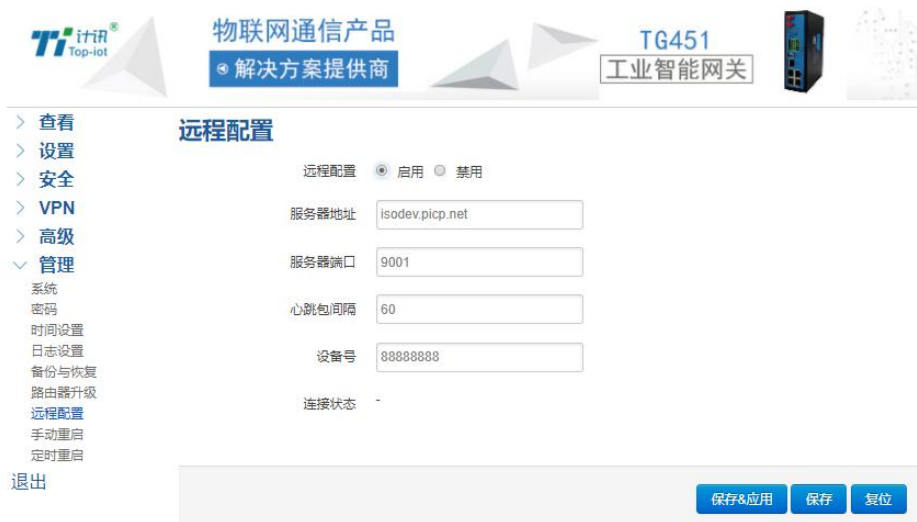 计讯®
Top-iot
物联网通信产品
解决方案提供商
TG451
工业智能网关
查看
设置
安全
VPN
高级
管理
系统
密码
时间设置
日志设置
备份与恢复
路由器升级
远程配置
手动重启
定时重启
退出
远程配置
远程配置 启用 禁用
服务器地址 isodev.picp.net
服务器端口 9001
心跳包间隔 60
设备号 88888888
连接状态 -
保存&应用 保存 复位